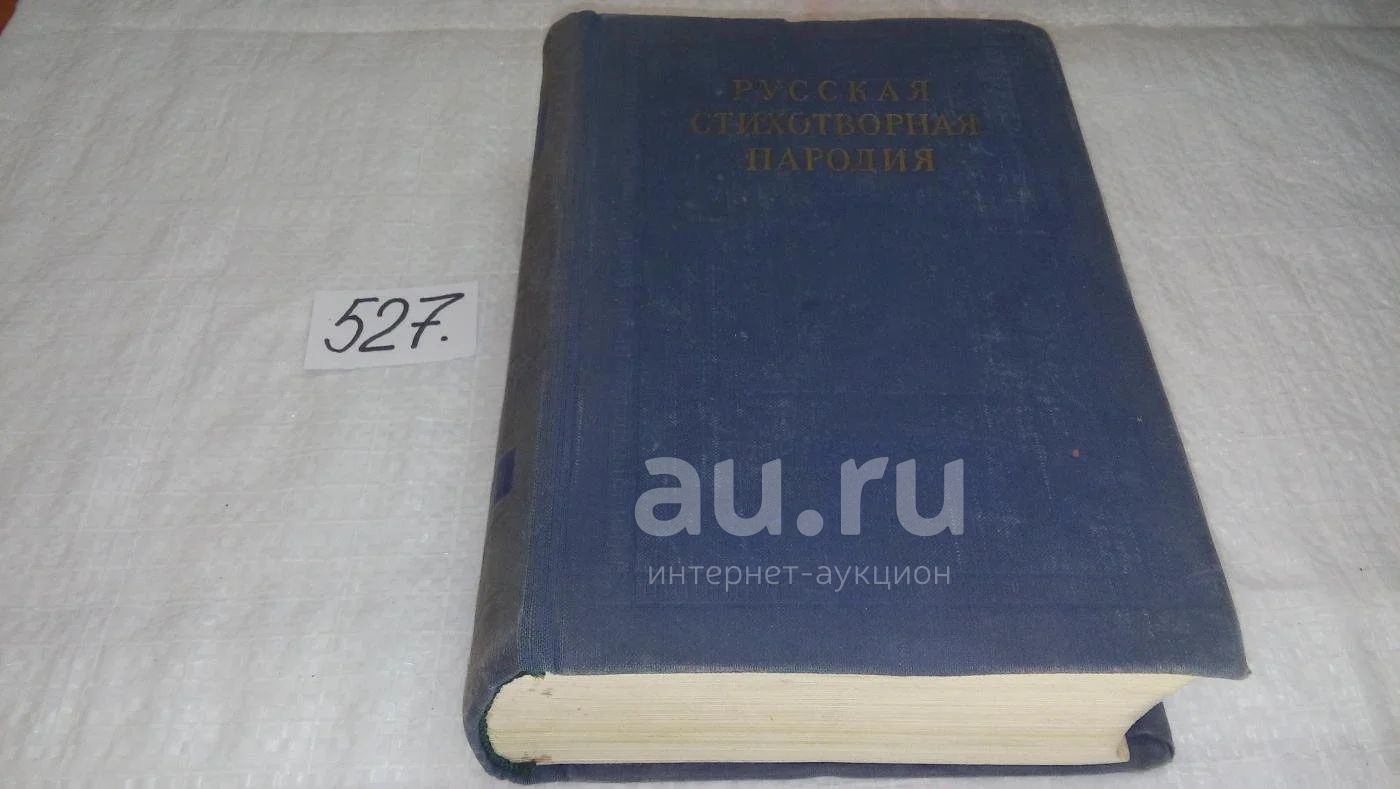 РУССКАЯ
СТИХОТВОРНАЯ
ПАРОДИЯ
527.
au.ru
интернет-аукцион